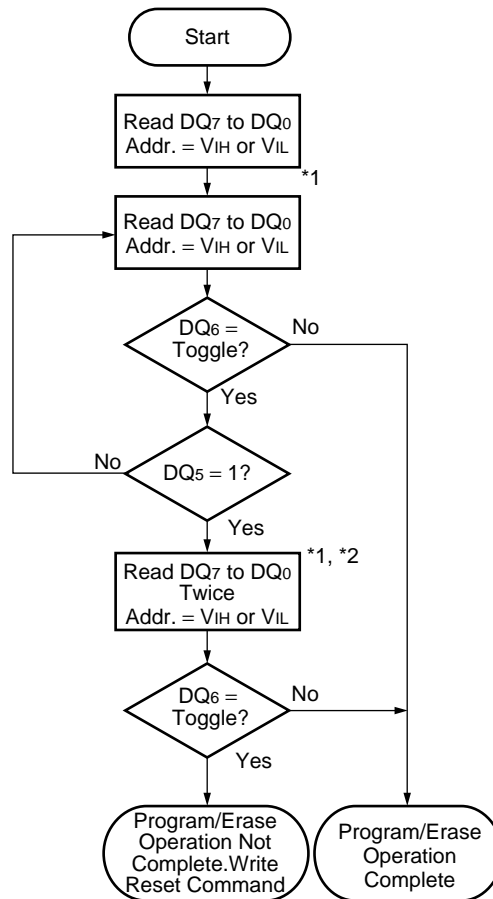 Start
Read DQ7 to DQ0
Addr. = VIH or VIL
*1
Read DQ7 to DQ0
Addr. = VIH or VIL
DQ6 =
Toggle?
No
Yes
DQ5 = 1?
No
Yes
*1, *2
Read DQ7 to DQ0
Twice
Addr. = VIH or VIL
DQ6 =
Toggle?
No
Yes
Program/Erase
Operation Not
Complete.Write
Reset Command
Program/Erase
Operation
Complete